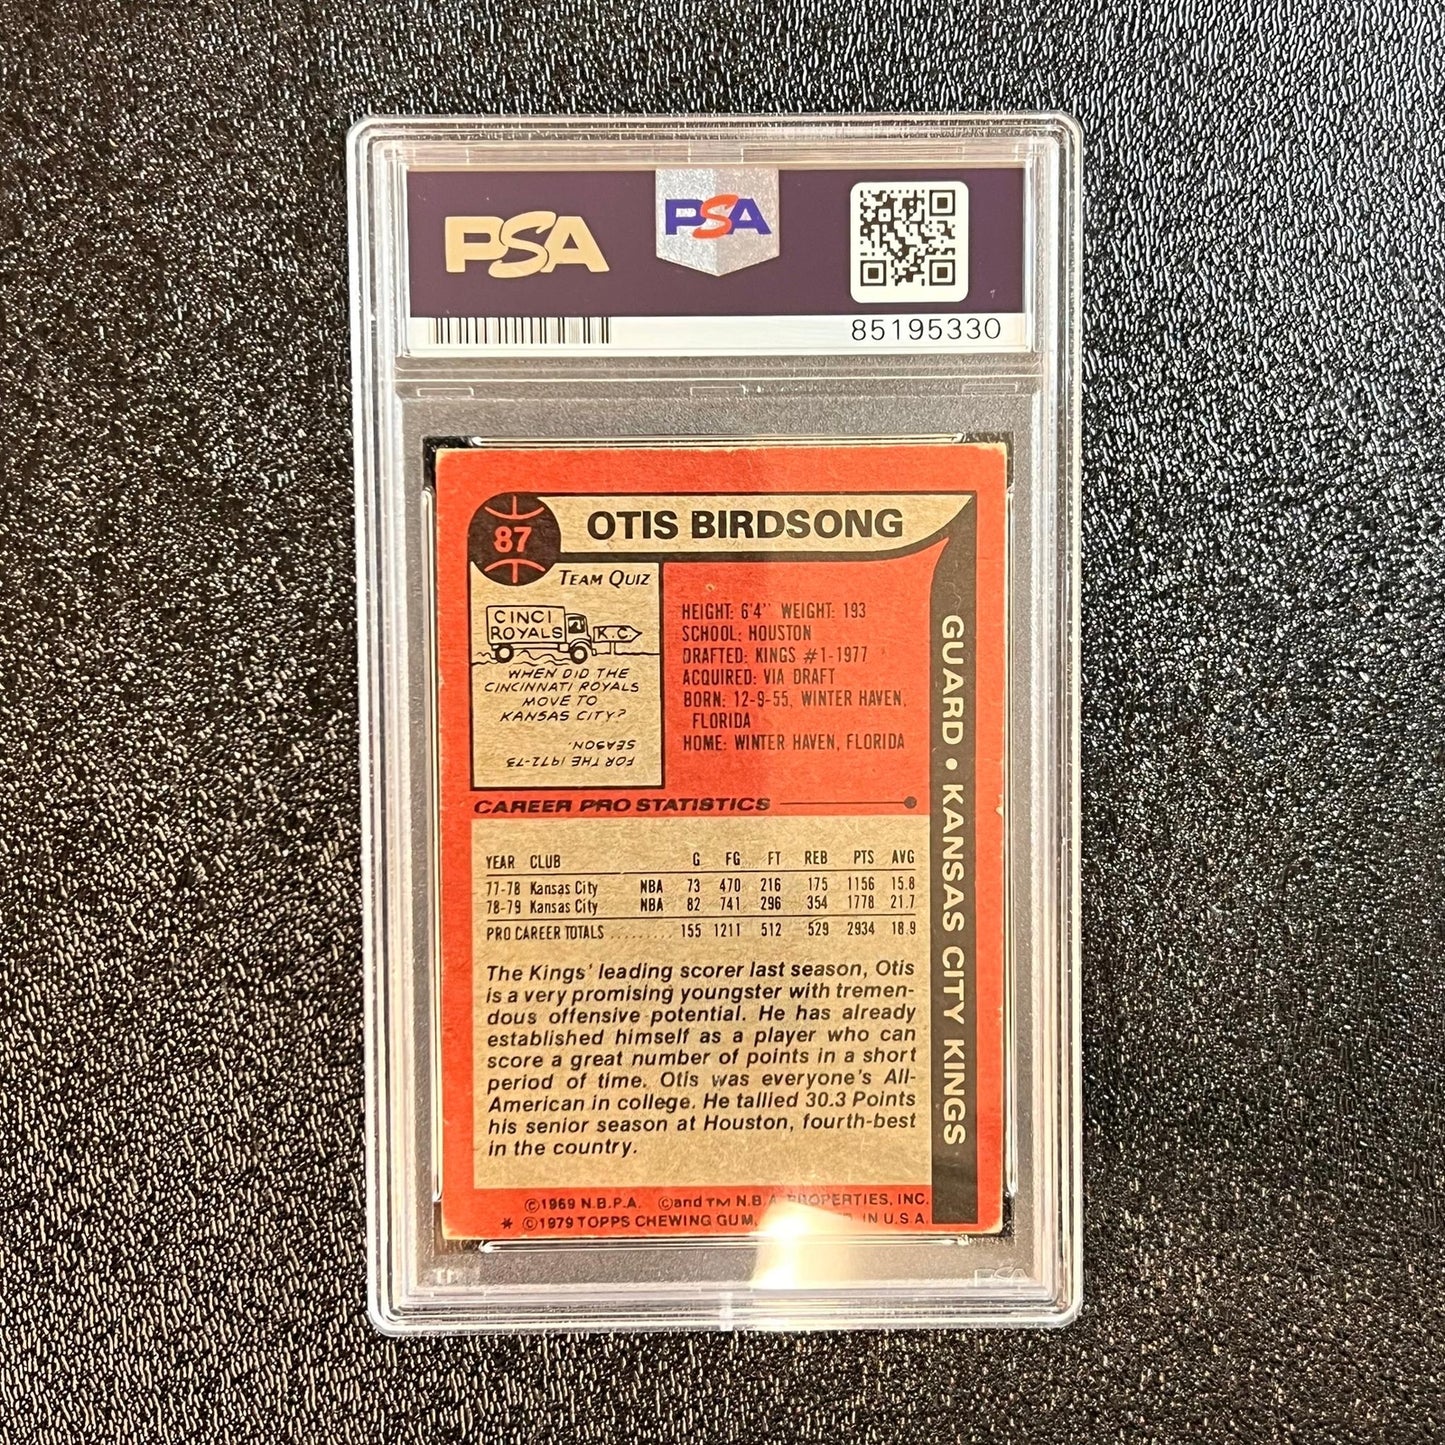 PSA
PSA
85195330
87
OTIS BIRDSONG
TEAM QUIZ
CINCI
ROYALS
K.C.
WHEN DID THE
CINCINNATI ROYALS
MOVE TO
KANSAS CITY?
FOR THE 1972-73
SEASON.
HEIGHT: 6'4" WEIGHT: 193
SCHOOL: HOUSTON
DRAFTED: KINGS #1-1977
ACQUIRED: VIA DRAFT
BORN: 12-9-55, WINTER HAVEN,
FLORIDA
HOME: WINTER HAVEN, FLORIDA
GUARD • KANSAS CITY KINGS
CAREER PRO STATISTICS
YEAR CLUB G FG FT REB PTS AVG
77-78 Kansas City NBA 73 470 216 175 1156 15.8
78-79 Kansas City NBA 82 741 296 354 1778 21.7
PRO CAREER TOTALS .......... 155 1211 512 529 2934 18.9
The Kings' leading scorer last season, Otis
is a very promising youngster with tremen-
dous offensive potential. He has already
established himself as a player who can
score a great number of points in a short
period of time. Otis was everyone's All-
American in college. He tallied 30.3 Points
his senior season at Houston, fourth-best
in the country.
©1969 N.B.P.A. ©and TM N.B.A. PROPERTIES, INC.
* ©1979 TOPPS CHEWING GUM, IN U.S.A.
PSA